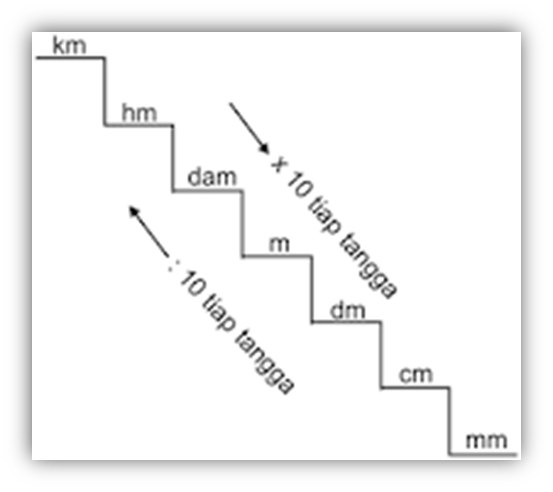 km
hm
dam
x 10 tiap tangga
m
: 10 tiap tangga
dm
cm
mm